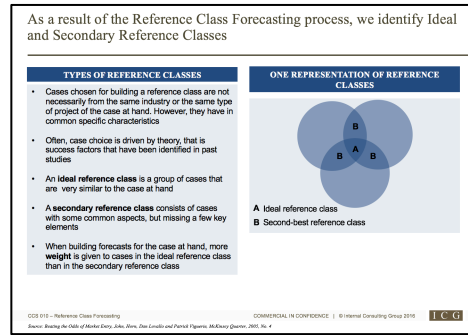 As a result of the Reference Class Forecasting process, we identify Ideal
and Secondary Reference Classes
TYPES OF REFERENCE CLASSES
• Cases chosen for building a reference class are not
necessarily from the same industry or the same type
of project of the case at hand. However, they have in
common specific characteristics
• Often, case choice is driven by theory, that is
success factors that have been identified in past
studies
• An ideal reference class is a group of cases that
are very similar to the case at hand
• A secondary reference class consists of cases
with some common aspects, but missing a few key
elements
• When building forecasts for the case at hand, more
weight is given to cases in the ideal reference class
than in the secondary reference class
ONE REPRESENTATION OF REFERENCE
CLASSES
B
A
B B
A Ideal reference class
B Second-best reference class
CCS 010 – Reference Class Forecasting
COMMERCIAL IN CONFIDENCE | © Internal Consulting Group 2016
I C G
Source: Beating the Odds of Market Entry, John, Horn, Dan Lovallo and Patrick Viguerie, McKinsey Quarter, 2005, No. 4